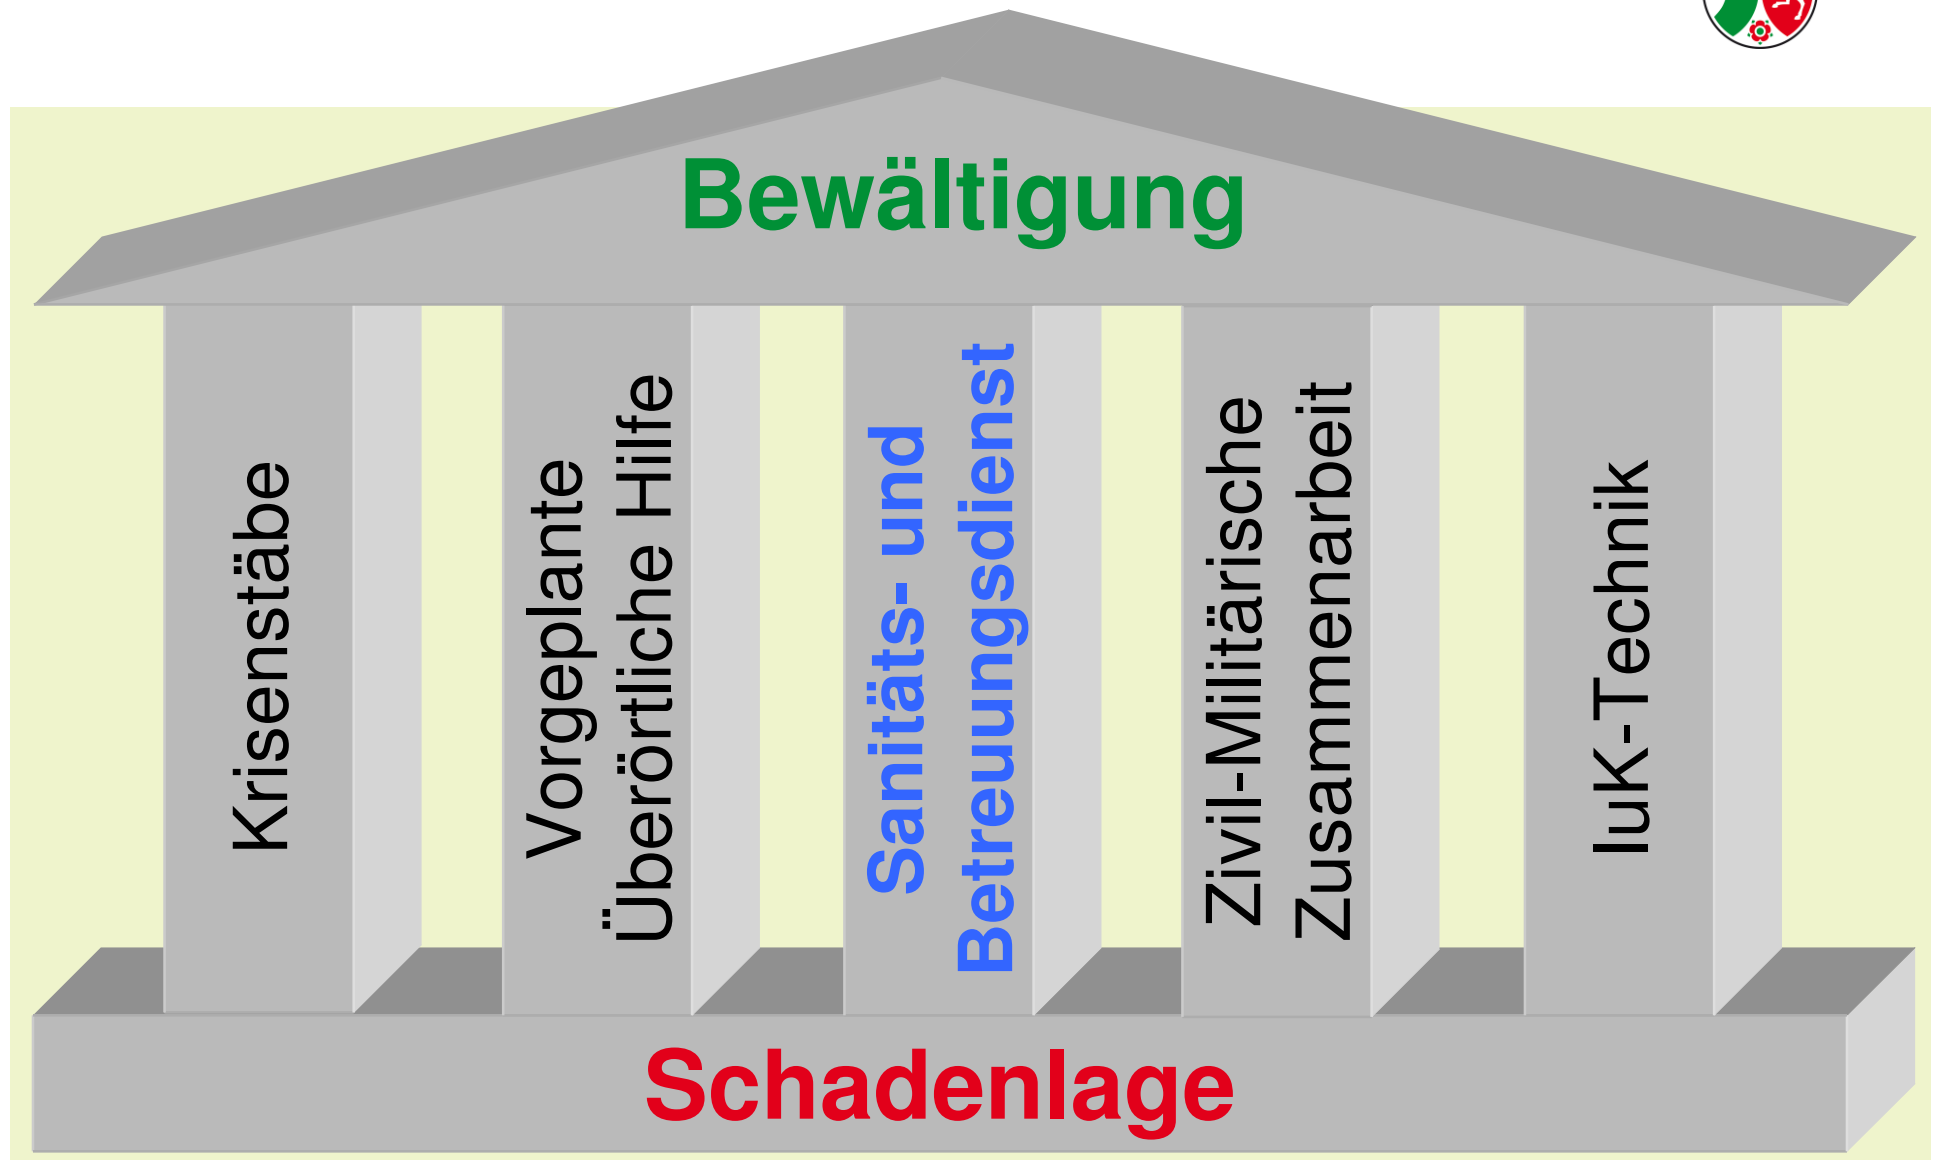 Bewältigung
Krisenstäbe
Vorgeplante
Überörtliche Hilfe
Sanitäts- und
Betreuungsdienst
Zivil-Militärische
Zusammenarbeit
IuK-Technik
Schadenlage